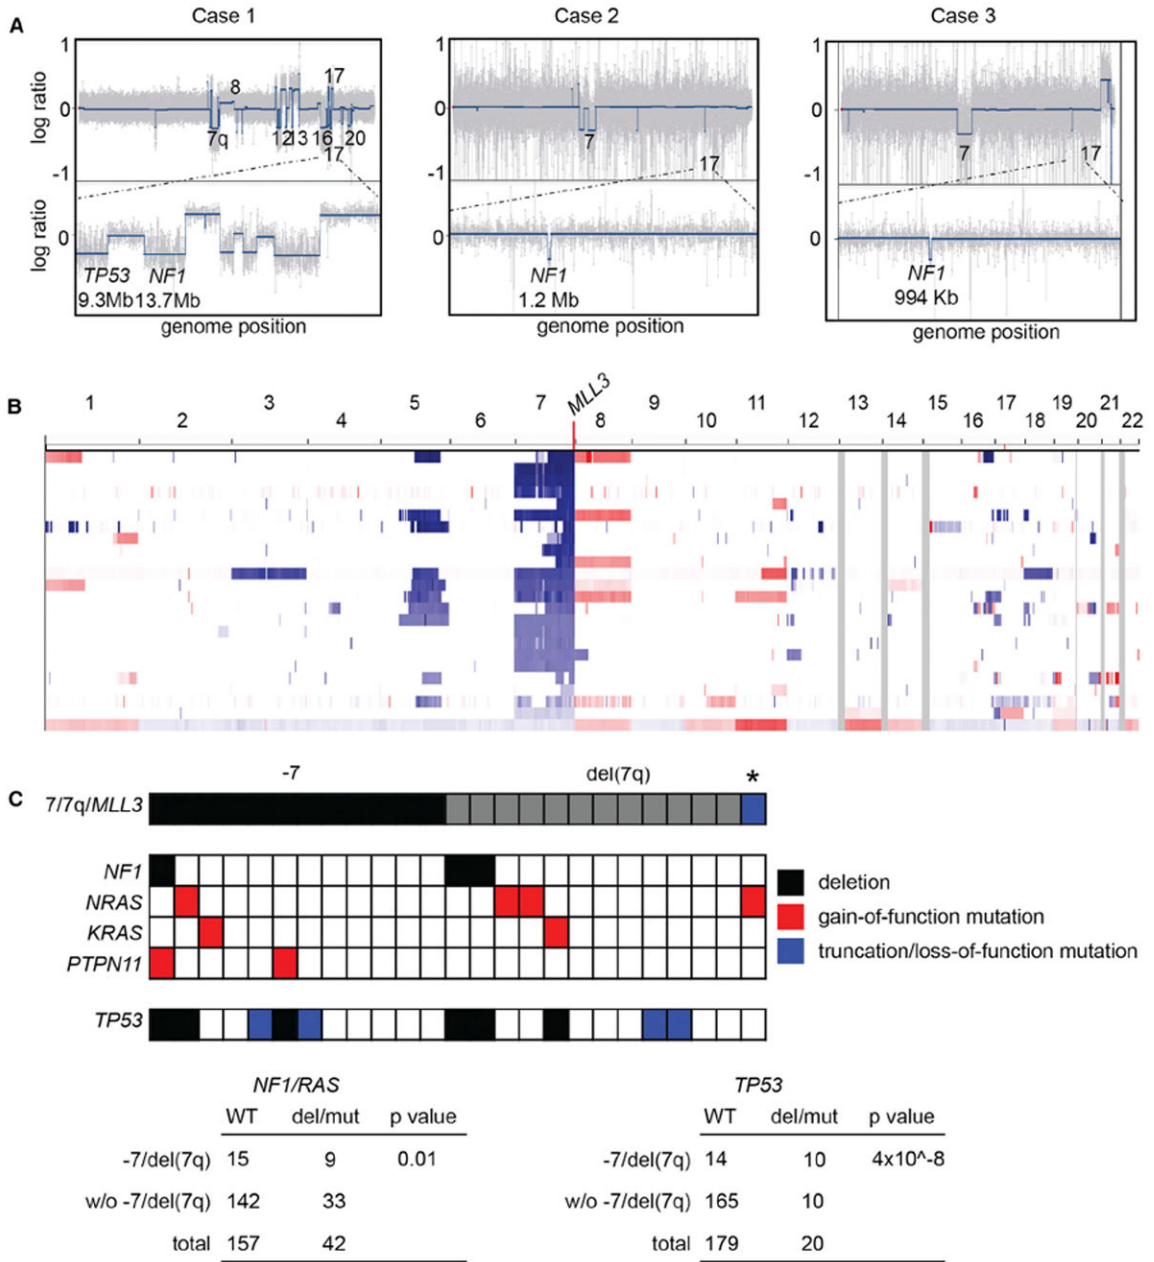 A
Case 1
Case 2
Case 3
1
0
-1
0
log ratio
log ratio
8
17
7q
12
13
16
20
17
TP53
9.3Mb
NF1
13.7Mb
genome position
1
0
-1
0
7
17
NF1
1.2 Mb
genome position
1
0
-1
0
7
17
NF1
994 Kb
genome position
B
1 2 3 4 5 6 7 MLL3 8 9 10 11 12 13 14 15 16 17 18 19 20 21 22
C
-7 del(7q) *
7/7q/MLL3
NF1
NRAS
KRAS
PTPN11
TP53
deletion
gain-of-function mutation
truncation/loss-of-function mutation
NF1/RAS
WT del/mut p value
-7/del(7q) 15 9 0.01
w/o -7/del(7q) 142 33
total 157 42
TP53
WT del/mut p value
-7/del(7q) 14 10 4x10^-8
w/o -7/del(7q) 165 10
total 179 20